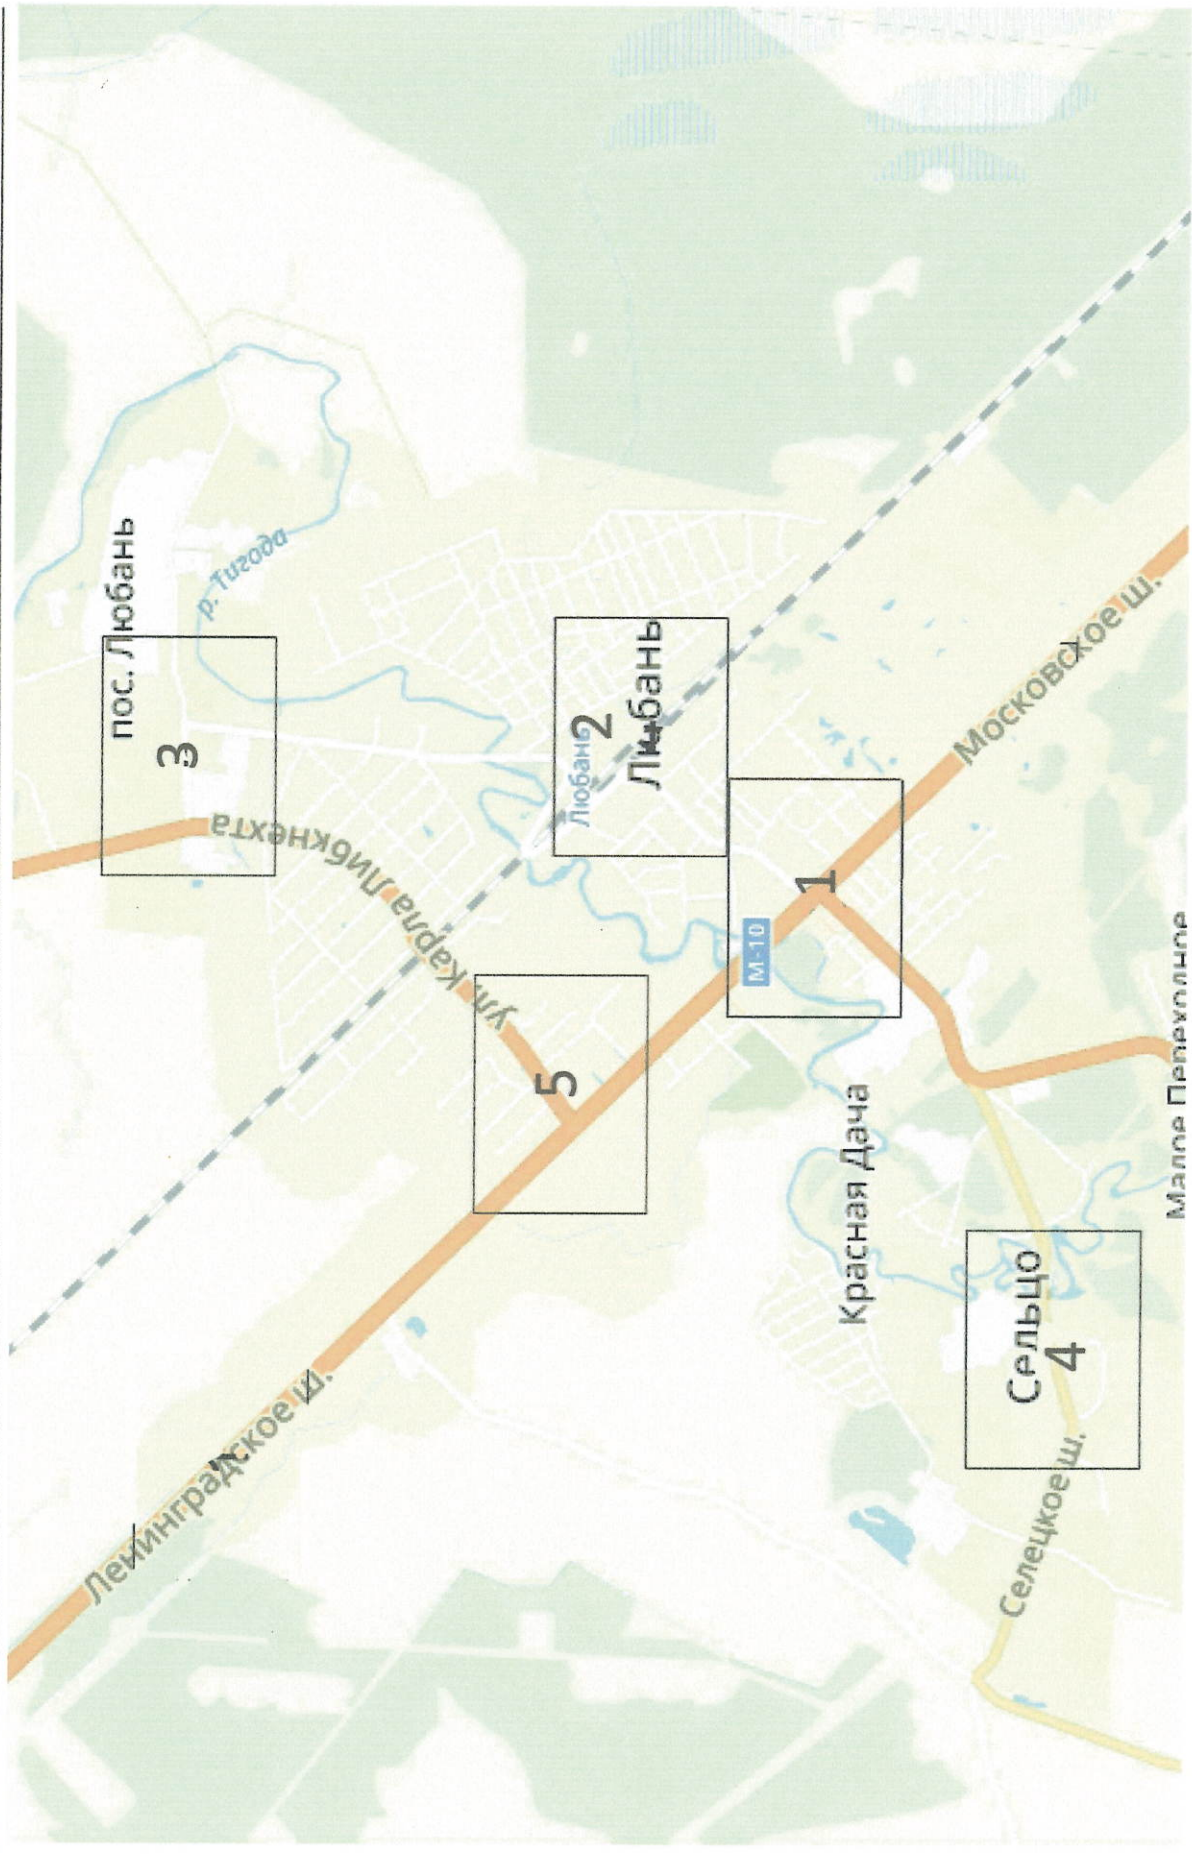 Ленинградское ш.
ул. Карла Либкнехта
3
пос. Любань
р. Тигода
5
Любань
2
Любань
М-10
1
Московское ш.
Красная Дача
Селецкое ш.
Сельцо
4
Малое Переходное